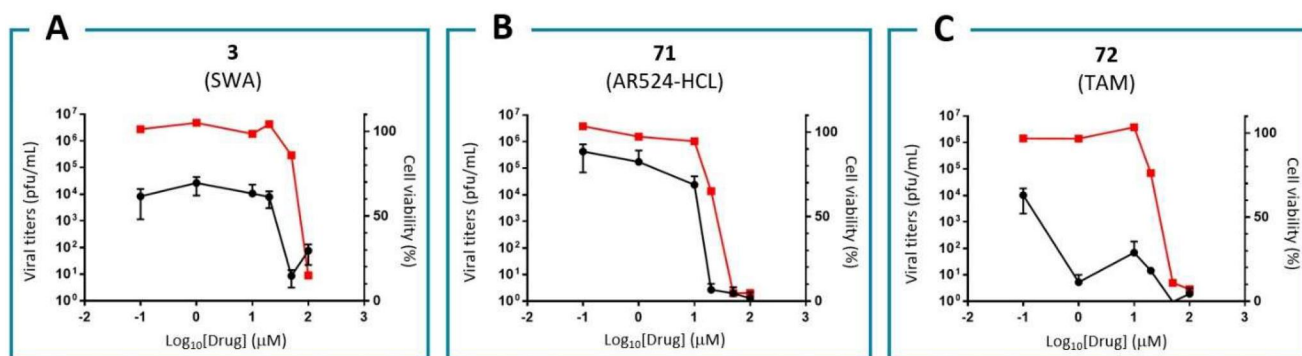 A
3
(SWA)
Viral titers (pfu/mL)
10⁷
10⁶
10⁵
10⁴
10³
10²
10¹
10⁰
100
50
0
Cell viability (%)
-2 -1 0 1 2 3
Log₁₀[Drug] (μM)
B
71
(AR524-HCL)
Viral titers (pfu/mL)
10⁷
10⁶
10⁵
10⁴
10³
10²
10¹
10⁰
100
50
0
Cell viability (%)
-2 -1 0 1 2 3
Log₁₀[Drug] (μM)
C
72
(TAM)
Viral titers (pfu/mL)
10⁷
10⁶
10⁵
10⁴
10³
10²
10¹
10⁰
100
50
0
Cell viability (%)
-2 -1 0 1 2 3
Log₁₀[Drug] (μM)